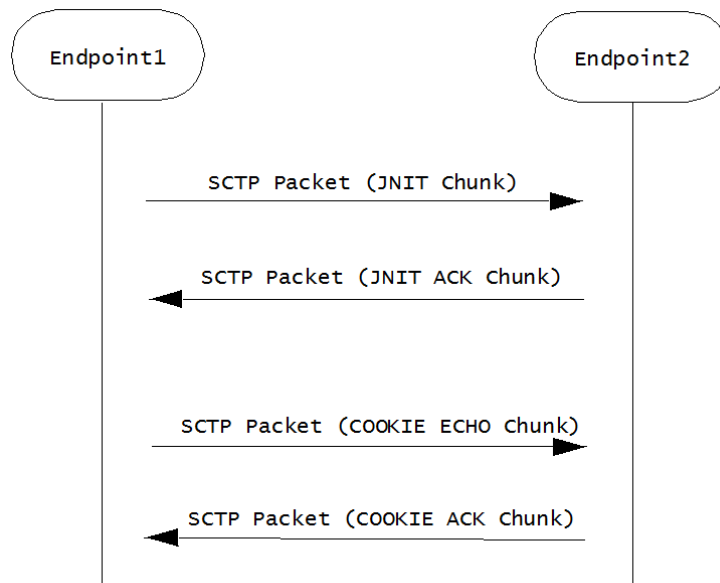 Endpoint1
Endpoint2
SCTP Packet (JNIT Chunk)
SCTP Packet (JNIT ACK Chunk)
SCTP Packet (COOKIE ECHO Chunk)
SCTP Packet (COOKIE ACK Chunk)